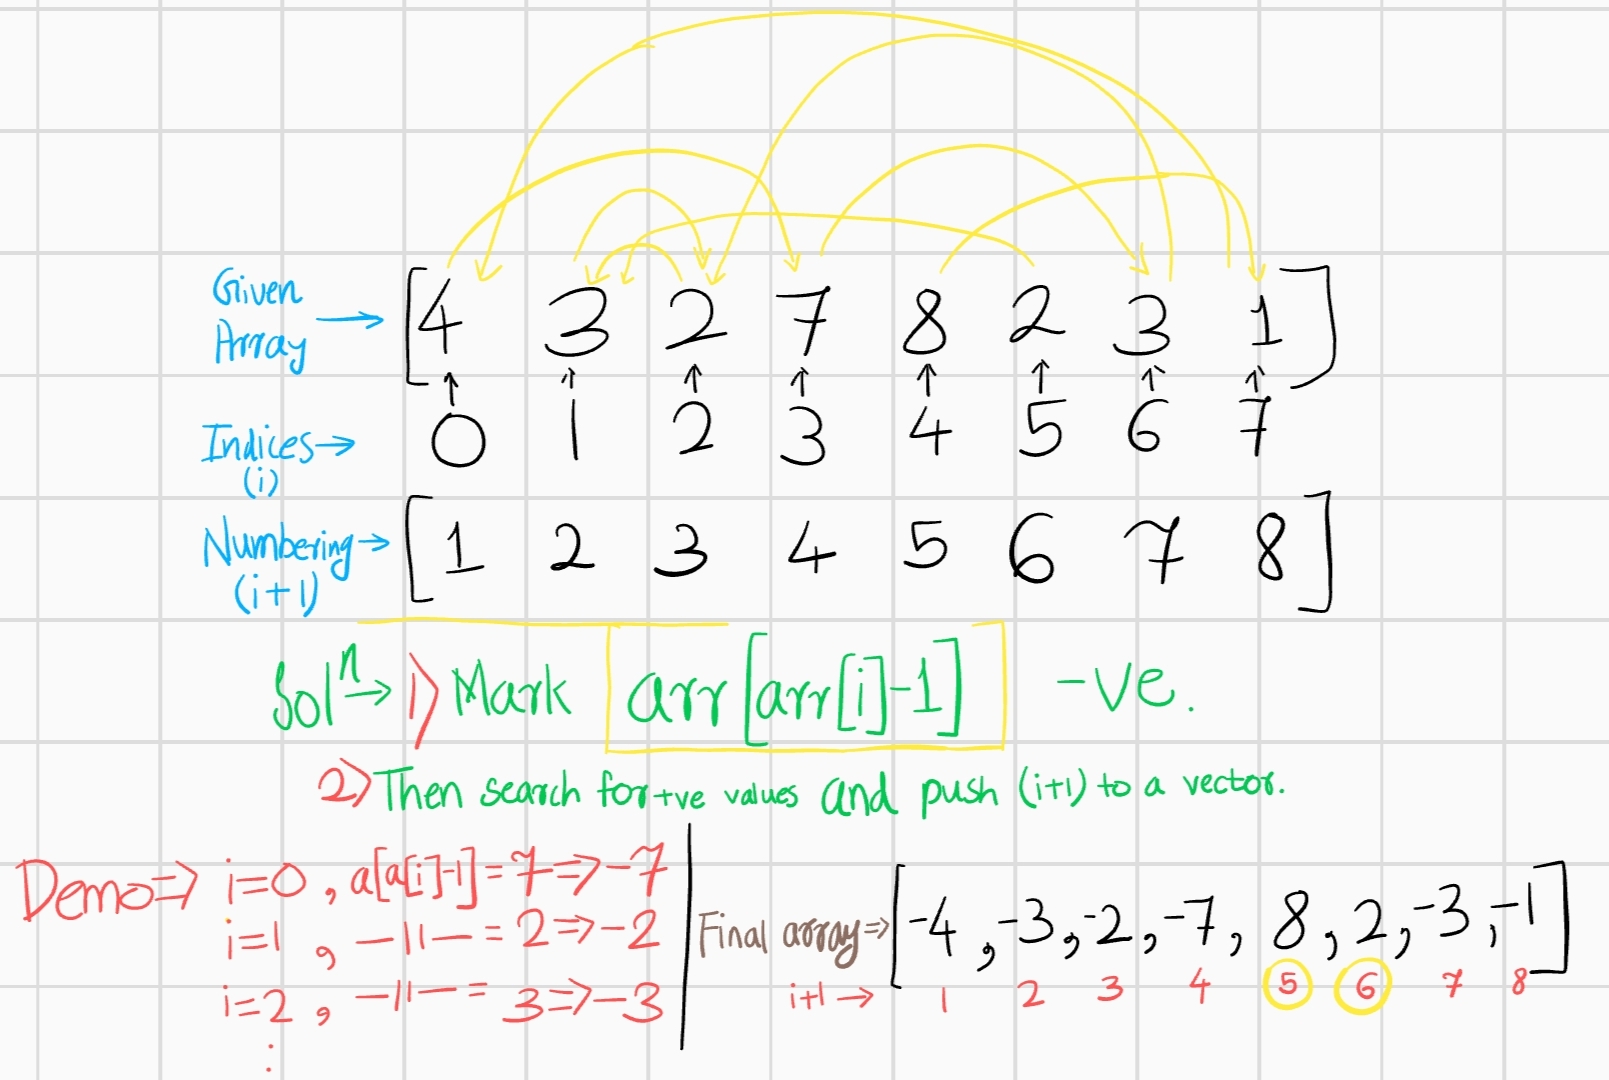 Given Array → [4 3 2 7 8 2 3 1]
↑ ↑ ↑ ↑ ↑ ↑ ↑ ↑
Indices → 0 1 2 3 4 5 6 7
(i)
Numbering → [1 2 3 4 5 6 7 8]
(i+1)
Solⁿ → 1) Mark arr[arr[i]-1] -ve.
2) Then search for +ve values and push (i+1) to a vector.
Demo ⇒ i=0 , a[a[i]-1] = 7 ⇒ -7
i=1 , —11— = 2 ⇒ -2
i=2 , —11— = 3 ⇒ -3
⋮
Final array ⇒ [-4, -3, -2, -7, 8, 2, -3, -1]
i+1 → 1 2 3 4 5 6 7 8